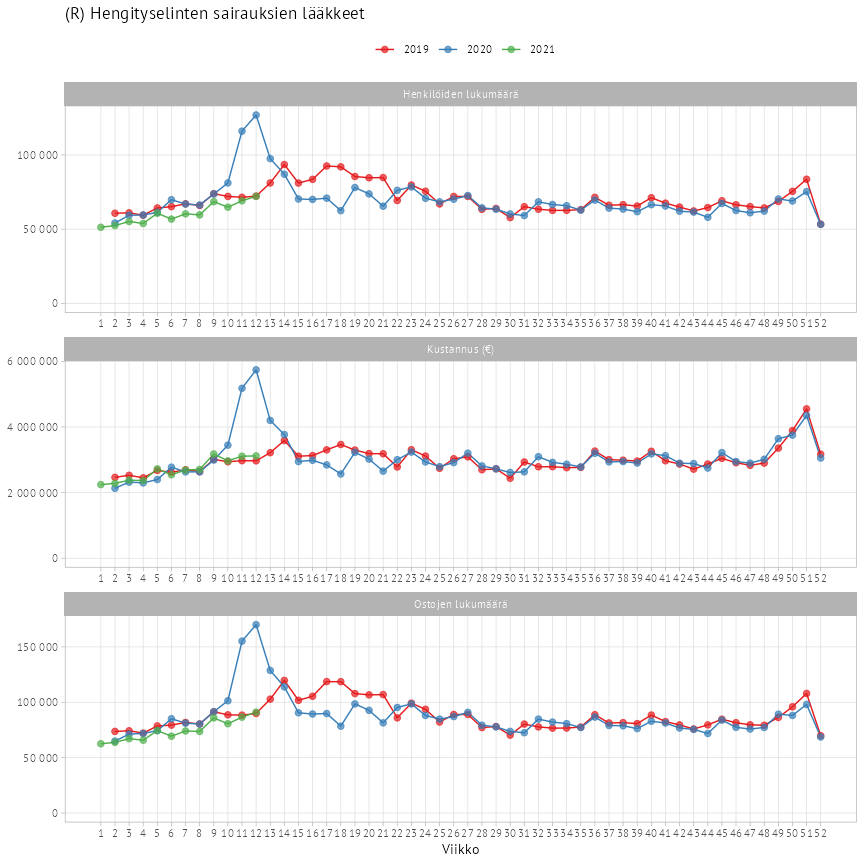 (R) Hengityselinten sairauksien lääkkeet
2019 2020 2021
Henkilöiden lukumäärä
100 000
50 000
0
1 2 3 4 5 6 7 8 9 10 11 12 13 14 15 16 17 18 19 20 21 22 23 24 25 26 27 28 29 30 31 32 33 34 35 36 37 38 39 40 41 42 43 44 45 46 47 48 49 50 51 52
Kustannus (€)
6 000 000
4 000 000
2 000 000
0
1 2 3 4 5 6 7 8 9 10 11 12 13 14 15 16 17 18 19 20 21 22 23 24 25 26 27 28 29 30 31 32 33 34 35 36 37 38 39 40 41 42 43 44 45 46 47 48 49 50 51 52
Ostojen lukumäärä
150 000
100 000
50 000
0
1 2 3 4 5 6 7 8 9 10 11 12 13 14 15 16 17 18 19 20 21 22 23 24 25 26 27 28 29 30 31 32 33 34 35 36 37 38 39 40 41 42 43 44 45 46 47 48 49 50 51 52
Viikko